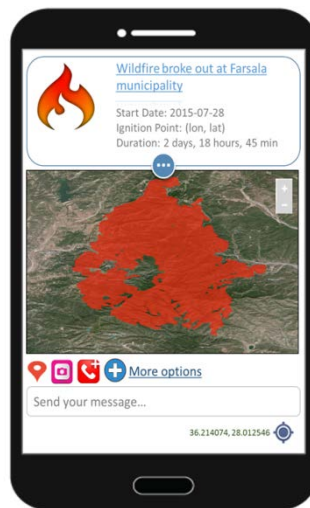 Wildfire broke out at Farsala
municipality
Start Date: 2015-07-28
Ignition Point: (lon, lat)
Duration: 2 days, 18 hours, 45 min
More options
Send your message...
36.214074, 28.012546